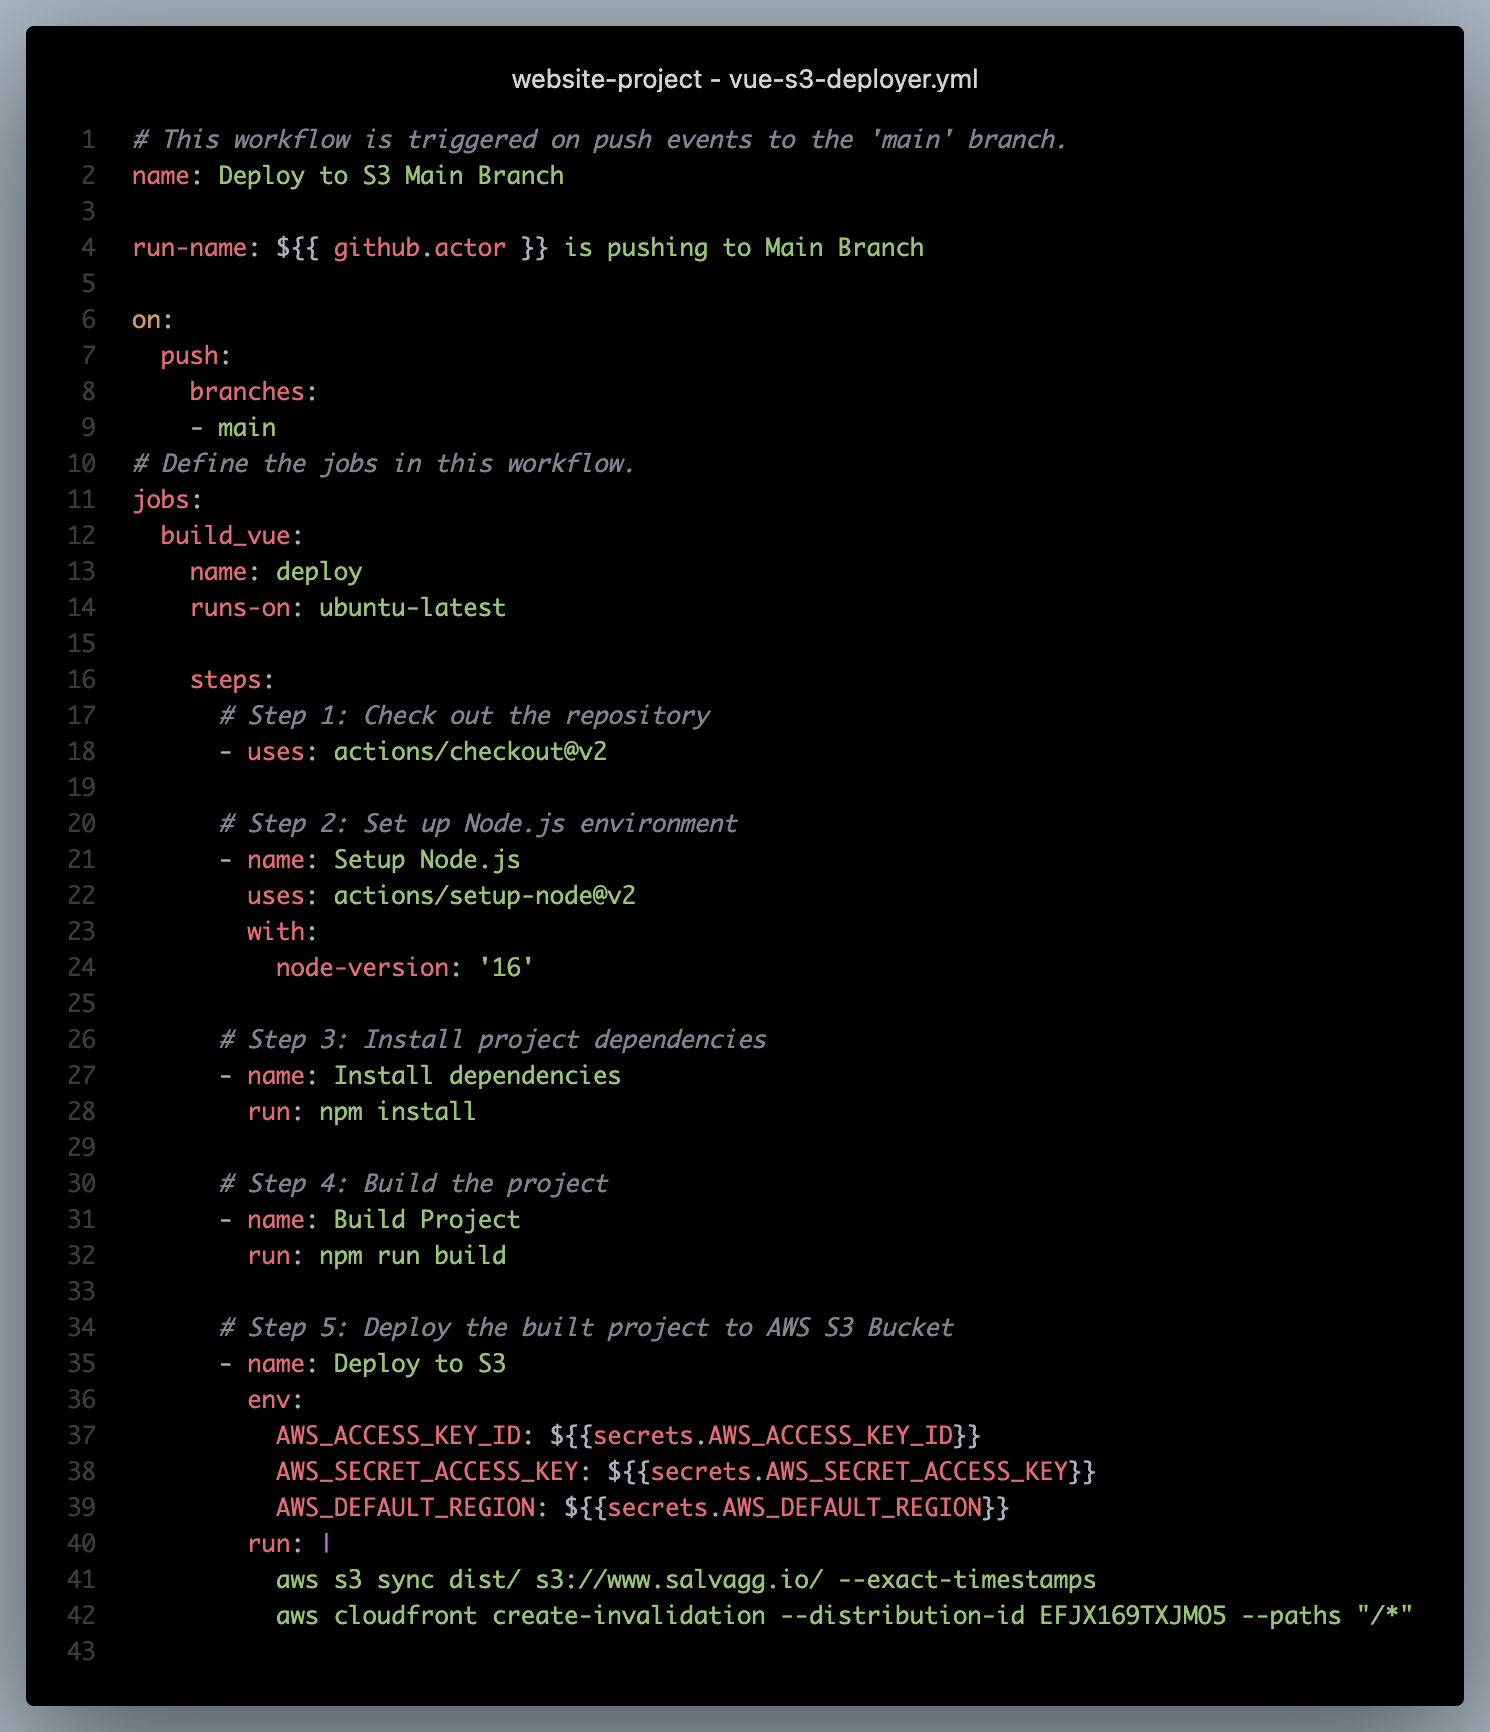 website-project - vue-s3-deployer.yml
1 # This workflow is triggered on push events to the 'main' branch.
2 name: Deploy to S3 Main Branch
3
4 run-name: ${{ github.actor }} is pushing to Main Branch
5
6 on:
7   push:
8     branches:
9     - main
10 # Define the jobs in this workflow.
11 jobs:
12   build_vue:
13     name: deploy
14     runs-on: ubuntu-latest
15
16     steps:
17       # Step 1: Check out the repository
18       - uses: actions/checkout@v2
19
20       # Step 2: Set up Node.js environment
21       - name: Setup Node.js
22         uses: actions/setup-node@v2
23         with:
24           node-version: '16'
25
26       # Step 3: Install project dependencies
27       - name: Install dependencies
28         run: npm install
29
30       # Step 4: Build the project
31       - name: Build Project
32         run: npm run build
33
34       # Step 5: Deploy the built project to AWS S3 Bucket
35       - name: Deploy to S3
36         env:
37           AWS_ACCESS_KEY_ID: ${{secrets.AWS_ACCESS_KEY_ID}}
38           AWS_SECRET_ACCESS_KEY: ${{secrets.AWS_SECRET_ACCESS_KEY}}
39           AWS_DEFAULT_REGION: ${{secrets.AWS_DEFAULT_REGION}}
40         run: |
41           aws s3 sync dist/ s3://www.salvagg.io/ --exact-timestamps
42           aws cloudfront create-invalidation --distribution-id EFJX169TXJMO5 --paths "/*"
43